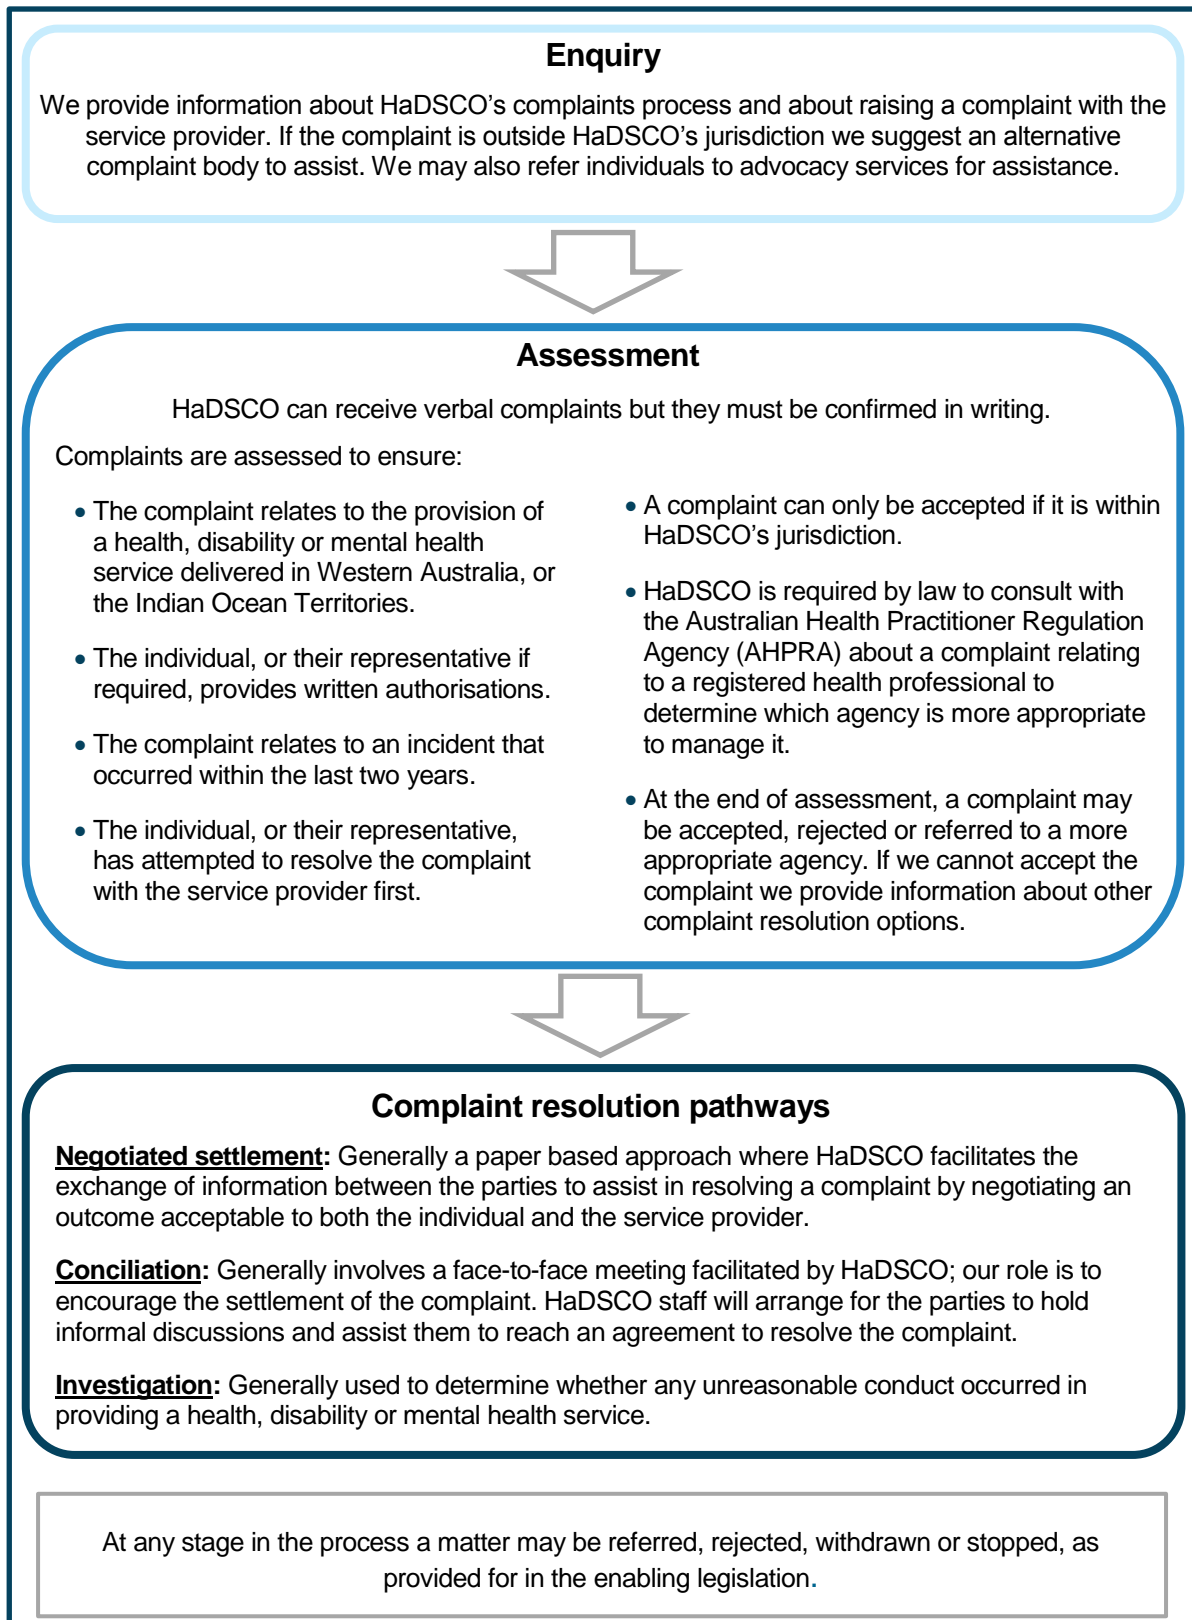 Enquiry
We provide information about HaDSCO’s complaints process and about raising a complaint with the
service provider. If the complaint is outside HaDSCO’s jurisdiction we suggest an alternative
complaint body to assist. We may also refer individuals to advocacy services for assistance.
Assessment
HaDSCO can receive verbal complaints but they must be confirmed in writing.
Complaints are assessed to ensure:
• The complaint relates to the provision of
a health, disability or mental health
service delivered in Western Australia, or
the Indian Ocean Territories.
• The individual, or their representative if
required, provides written authorisations.
• The complaint relates to an incident that
occurred within the last two years.
• The individual, or their representative,
has attempted to resolve the complaint
with the service provider first.
• A complaint can only be accepted if it is within
HaDSCO’s jurisdiction.
• HaDSCO is required by law to consult with
the Australian Health Practitioner Regulation
Agency (AHPRA) about a complaint relating
to a registered health professional to
determine which agency is more appropriate
to manage it.
• At the end of assessment, a complaint may
be accepted, rejected or referred to a more
appropriate agency. If we cannot accept the
complaint we provide information about other
complaint resolution options.
Complaint resolution pathways
Negotiated settlement: Generally a paper based approach where HaDSCO facilitates the
exchange of information between the parties to assist in resolving a complaint by negotiating an
outcome acceptable to both the individual and the service provider.
Conciliation: Generally involves a face-to-face meeting facilitated by HaDSCO; our role is to
encourage the settlement of the complaint. HaDSCO staff will arrange for the parties to hold
informal discussions and assist them to reach an agreement to resolve the complaint.
Investigation: Generally used to determine whether any unreasonable conduct occurred in
providing a health, disability or mental health service.
At any stage in the process a matter may be referred, rejected, withdrawn or stopped, as
provided for in the enabling legislation.